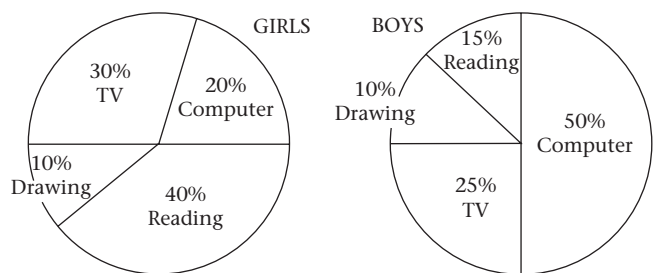 GIRLS
30%
TV
20%
Computer
10%
Drawing
40%
Reading
BOYS
15%
Reading
10%
Drawing
50%
Computer
25%
TV